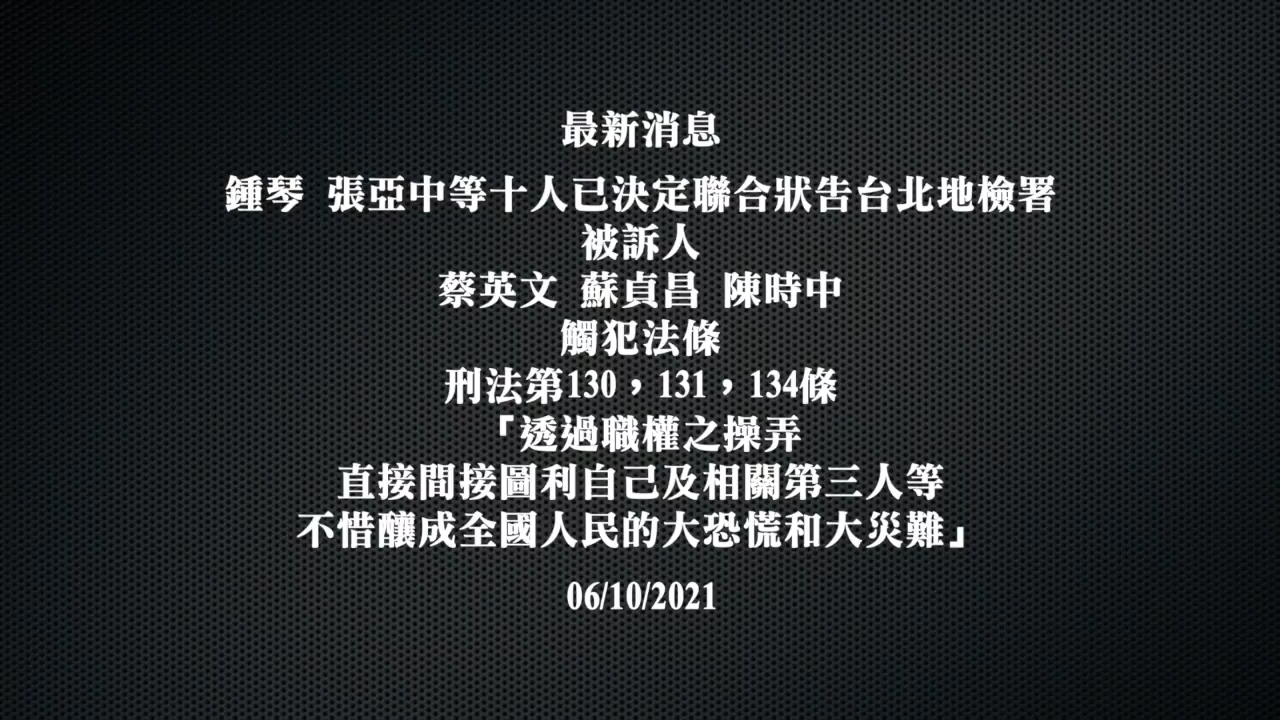 最新消息
鍾琴 張亞中等十人已決定聯合狀告台北地檢署
被訴人
蔡英文 蘇貞昌 陳時中
觸犯法條
刑法第130，131，134條
「透過職權之操弄
直接間接圖利自己及相關第三人等
不惜釀成全國人民的大恐慌和大災難」
06/10/2021